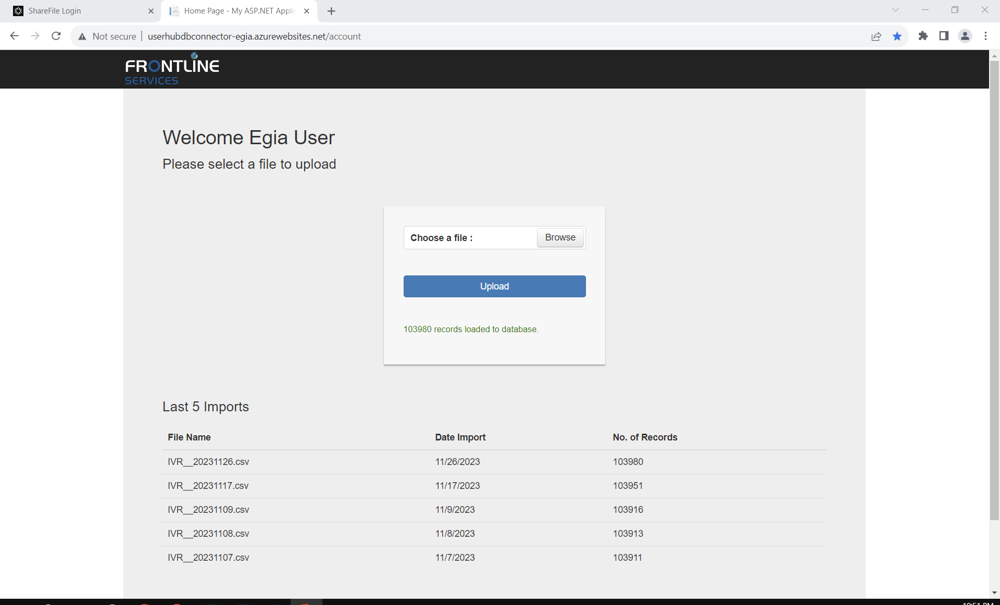 ShareFile Login
Home Page - My ASP.NET Appli
Not secure
userhubdbconnector-egia.azurewebsites.net/account
FRONTLINE
SERVICES
Welcome Egia User
Please select a file to upload
Choose a file :
Browse
Upload
103980 records loaded to database.
Last 5 Imports
File Name Date Import No. of Records
IVR__20231126.csv 11/26/2023 103980
IVR__20231117.csv 11/17/2023 103951
IVR__20231109.csv 11/9/2023 103916
IVR__20231108.csv 11/8/2023 103913
IVR__20231107.csv 11/7/2023 103911
10:51 PM